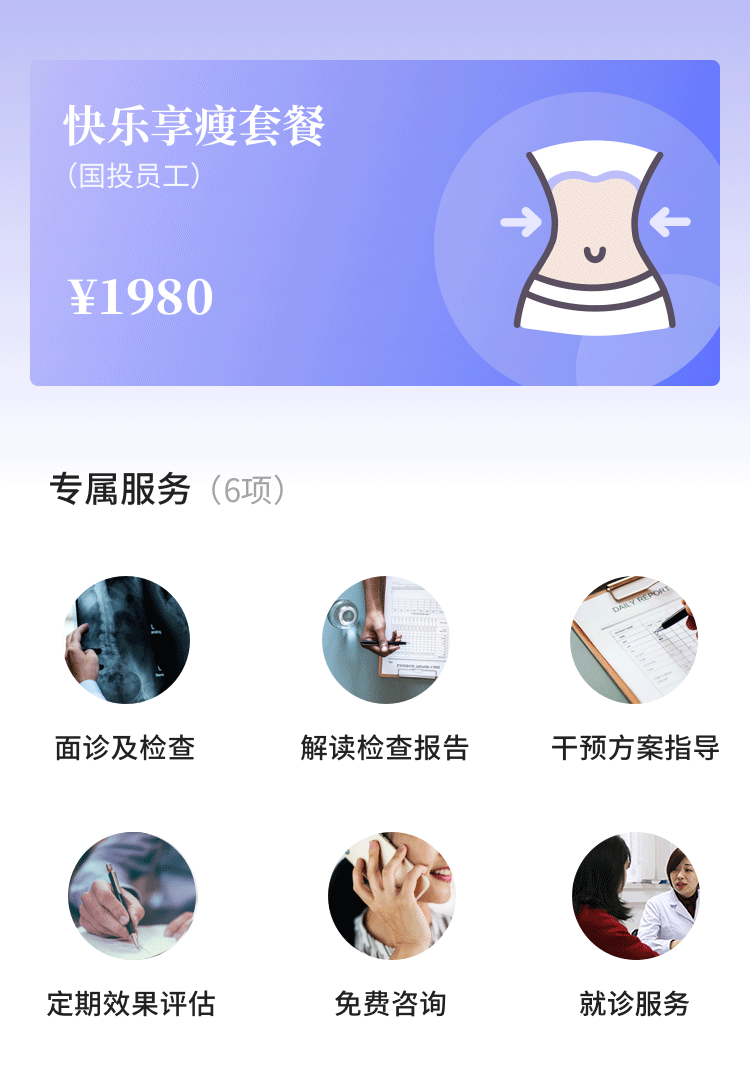 快乐享瘦套餐
（国投员工）
¥1980
专属服务（6项）
DAILY REPORT
面诊及检查
解读检查报告
干预方案指导
定期效果评估
免费咨询
就诊服务